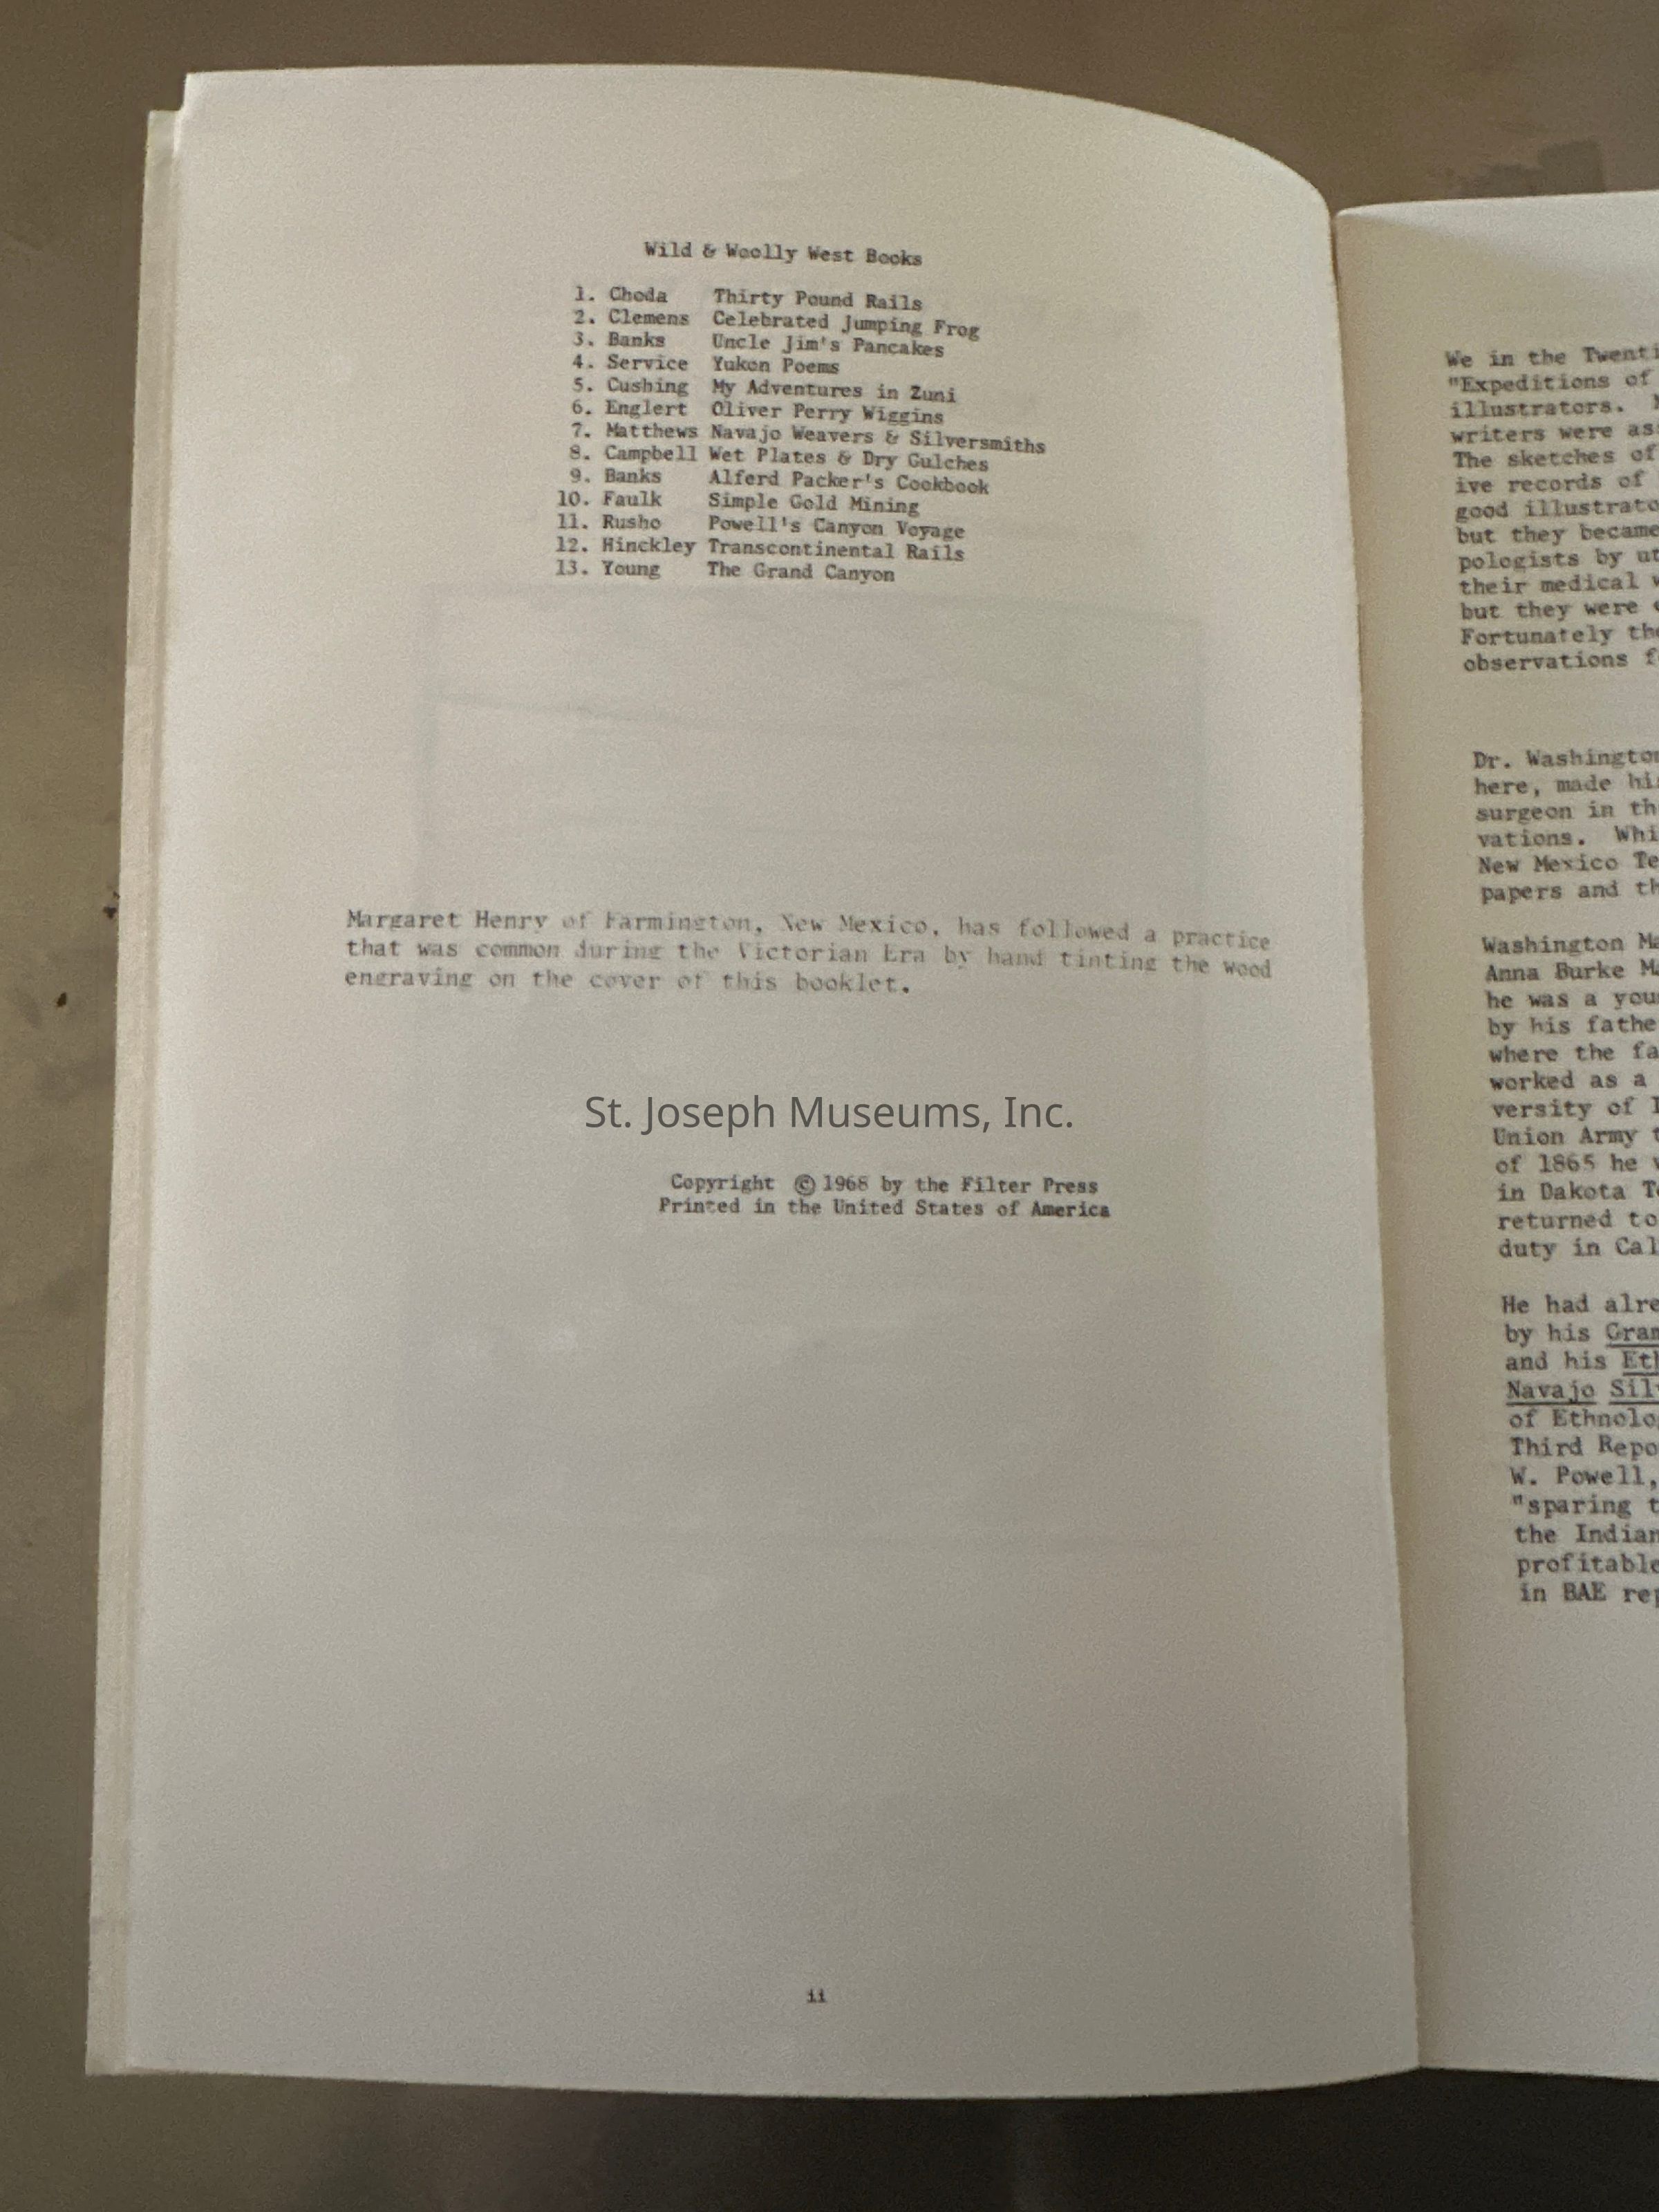 Wild & Woolly West Books
1. Choda Thirty Pound Rails
2. Clemens Celebrated Jumping Frog
3. Banks Uncle Jim's Pancakes
4. Service Yukon Poems
5. Cushing My Adventures in Zuni
6. Englert Oliver Perry Wiggins
7. Matthews Navajo Weavers & Silversmiths
8. Campbell Wet Plates & Dry Gulches
9. Banks Alferd Packer's Cookbook
10. Faulk Simple Gold Mining
11. Rusho Powell's Canyon Voyage
12. Hinckley Transcontinental Rails
13. Young The Grand Canyon
Margaret Henry of Farmington, New Mexico, has followed a practice
that was common during the Victorian Era by hand tinting the wood
engraving on the cover of this booklet.
St. Joseph Museums, Inc.
Copyright © 1968 by the Filter Press
Printed in the United States of America
ii
We in the
"Expeditions of
illustrators.
writers were
The sketches of
ive records of
good
but they became
pologists by
their medical
but they were
Fortunately
observations
Dr.
here, made
surgeon in
vations.
New Mexico
papers and
Washington
Anna Burke
he was a
by his
where the
worked as a
versity of
Union Army
of 1865 he
in Dakota
returned to
duty in
He had
by his
and his
Navajo
of
Third
W. Powell,
"sparing
the
in BAE